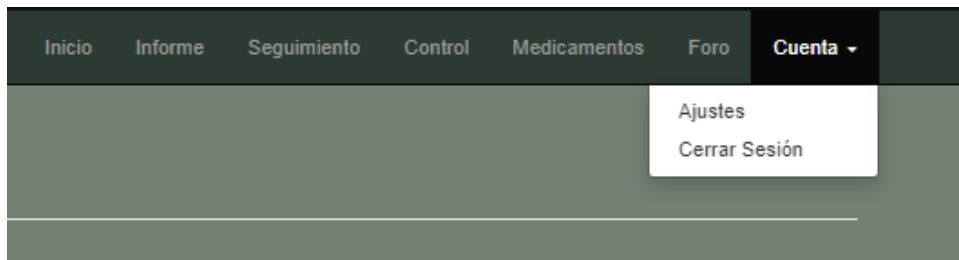 Inicio Informe Seguimiento Control Medicamentos Foro Cuenta
Ajustes
Cerrar Sesión